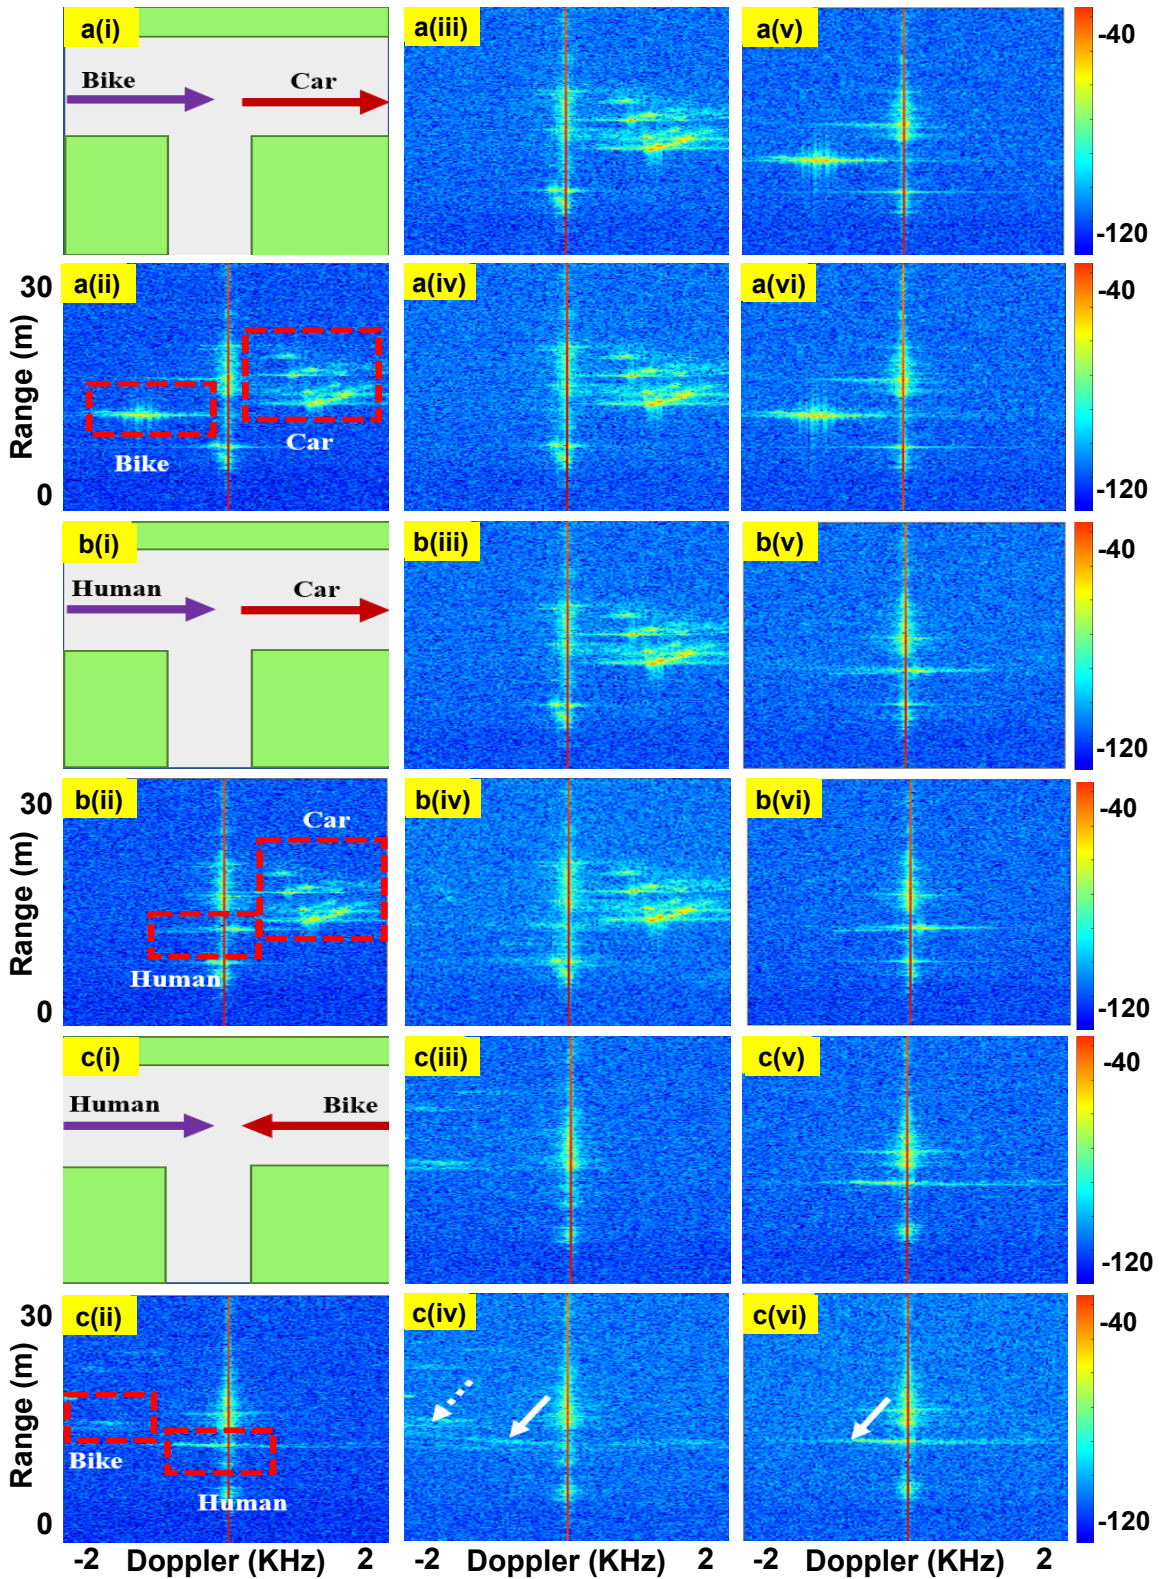 a(i)
Bike
Car
a(iii)
a(v)
-40
-120
30
Range (m)
0
a(ii)
Bike
Car
a(iv)
a(vi)
-40
-120
b(i)
Human
Car
b(iii)
b(v)
-40
-120
30
Range (m)
0
b(ii)
Car
Human
b(iv)
b(vi)
-40
-120
c(i)
Human
Bike
c(iii)
c(v)
-40
-120
30
Range (m)
0
c(ii)
Bike
Human
c(iv)
c(vi)
-40
-120
-2 Doppler (KHz) 2
-2 Doppler (KHz) 2
-2 Doppler (KHz) 2